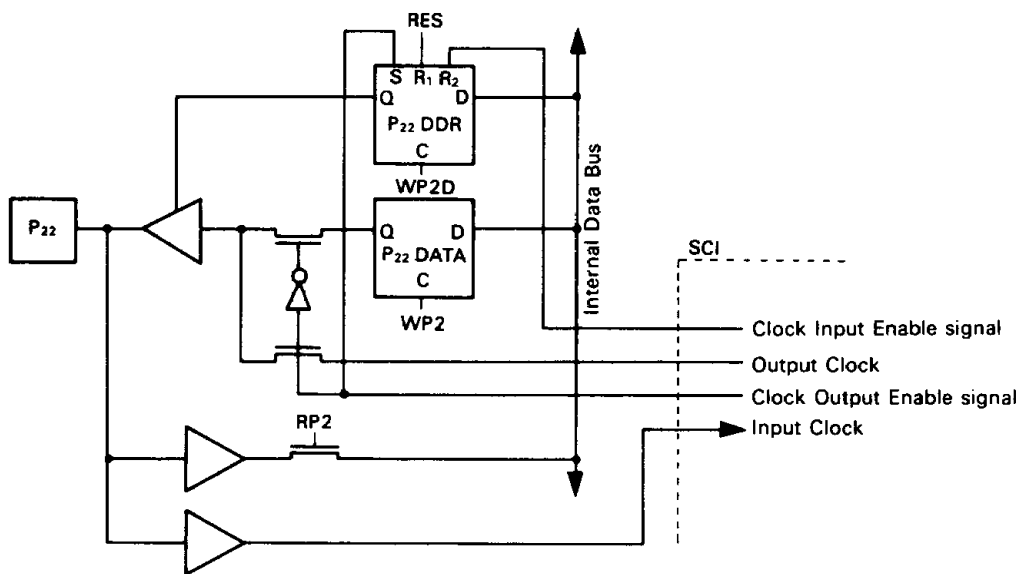 RES
S R1 R2
Q D
P22 DDR
C
WP2D
P22
Q D
P22 DATA
C
WP2
Internal Data Bus
SCI
Clock Input Enable signal
Output Clock
Clock Output Enable signal
RP2
Input Clock